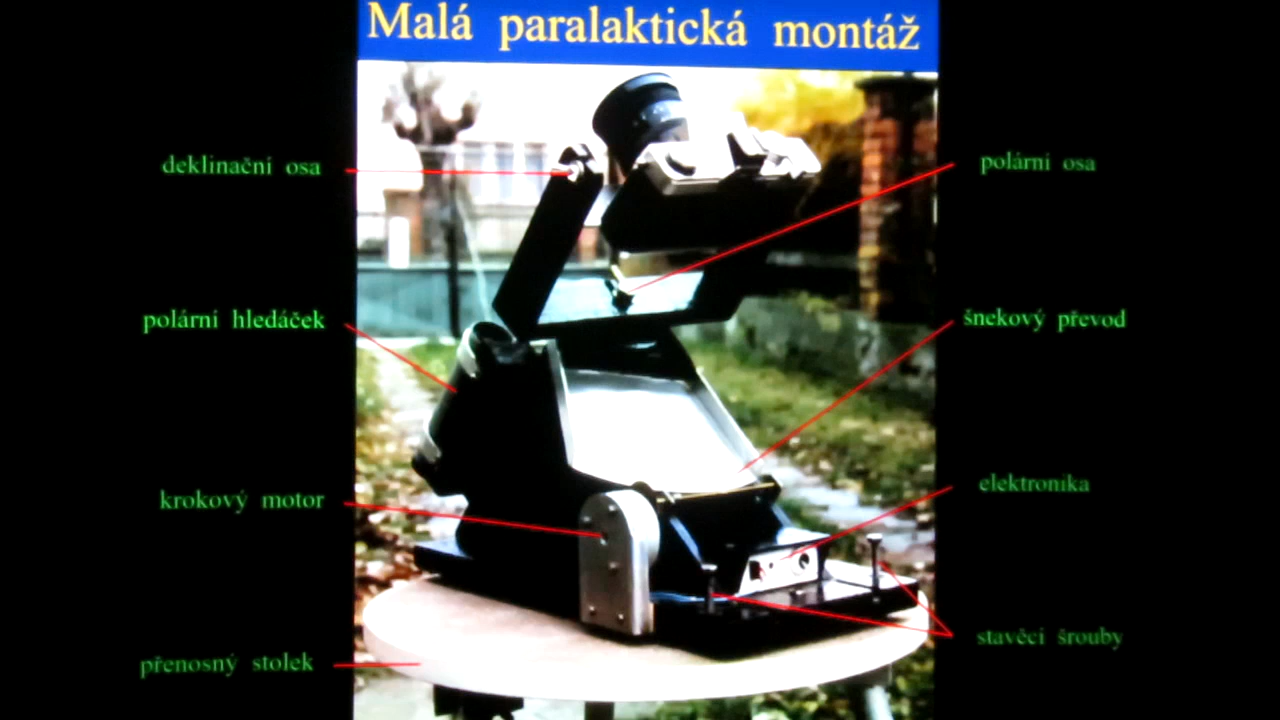 Malá paralaktická montáž
deklinační osa
polární osa
polární hledáček
šnekový převod
krokový motor
elektronika
stavěcí šrouby
přenosný stolek